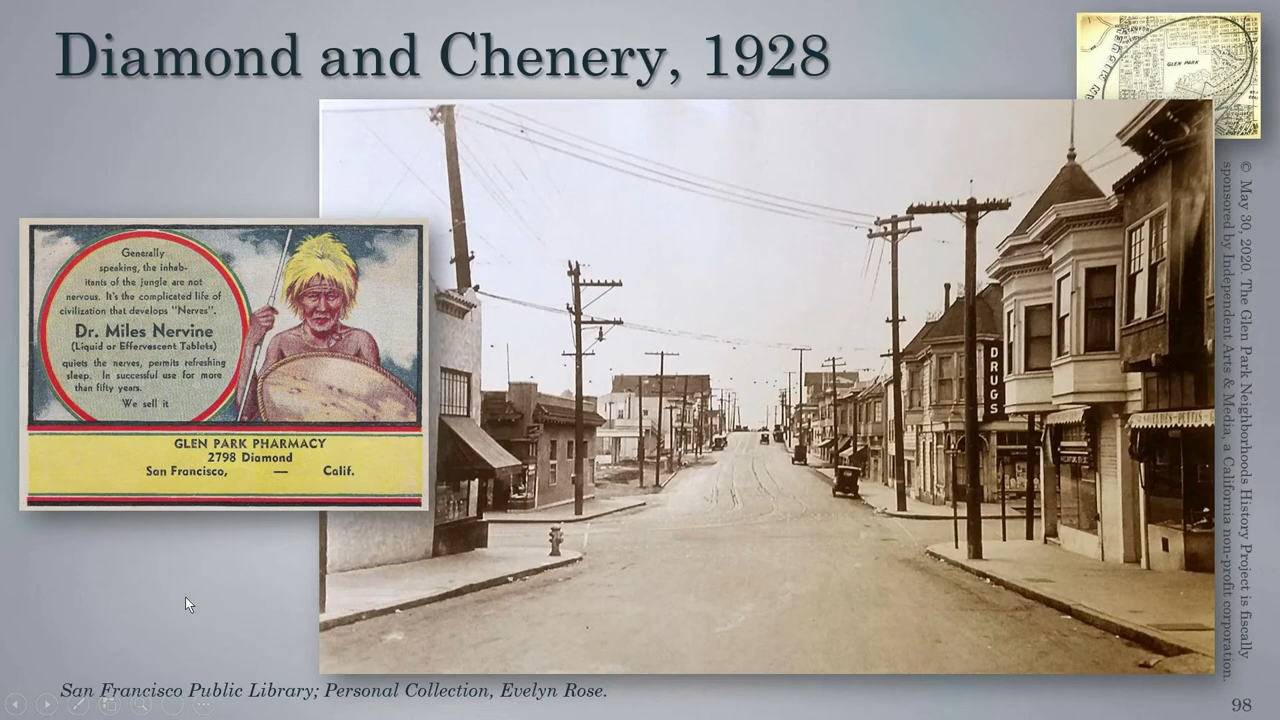 Diamond and Chenery, 1928
GLEN PARK
Generally
speaking, the inhab-
itants of the jungle are not
nervous. It's the complicated life of
civilization that develops "Nerves".
Dr. Miles Nervine
(Liquid or Effervescent Tablets)
quiets the nerves, permits refreshing
sleep. In successful use for more
than fifty years.
We sell it
GLEN PARK PHARMACY
2798 Diamond
San Francisco, — Calif.
DRUGS
© May 30, 2020. The Glen Park Neighborhoods History Project is fiscally
sponsored by Independent Arts & Media, a California non-profit corporation.
San Francisco Public Library; Personal Collection, Evelyn Rose.
98